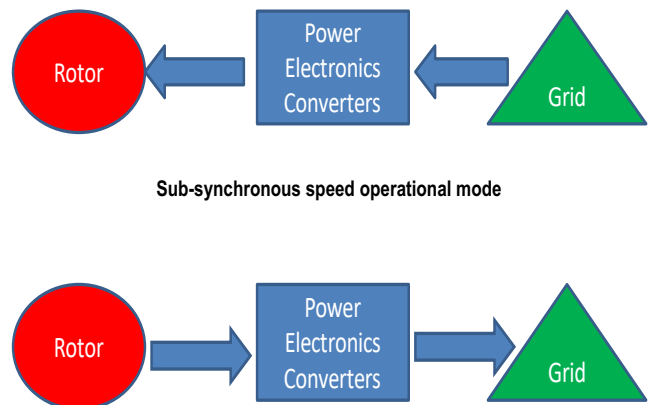 Power
Rotor
Electronics
Converters
Grid
Sub-synchronous speed operational mode
Power
Rotor
Electronics
Converters
Grid